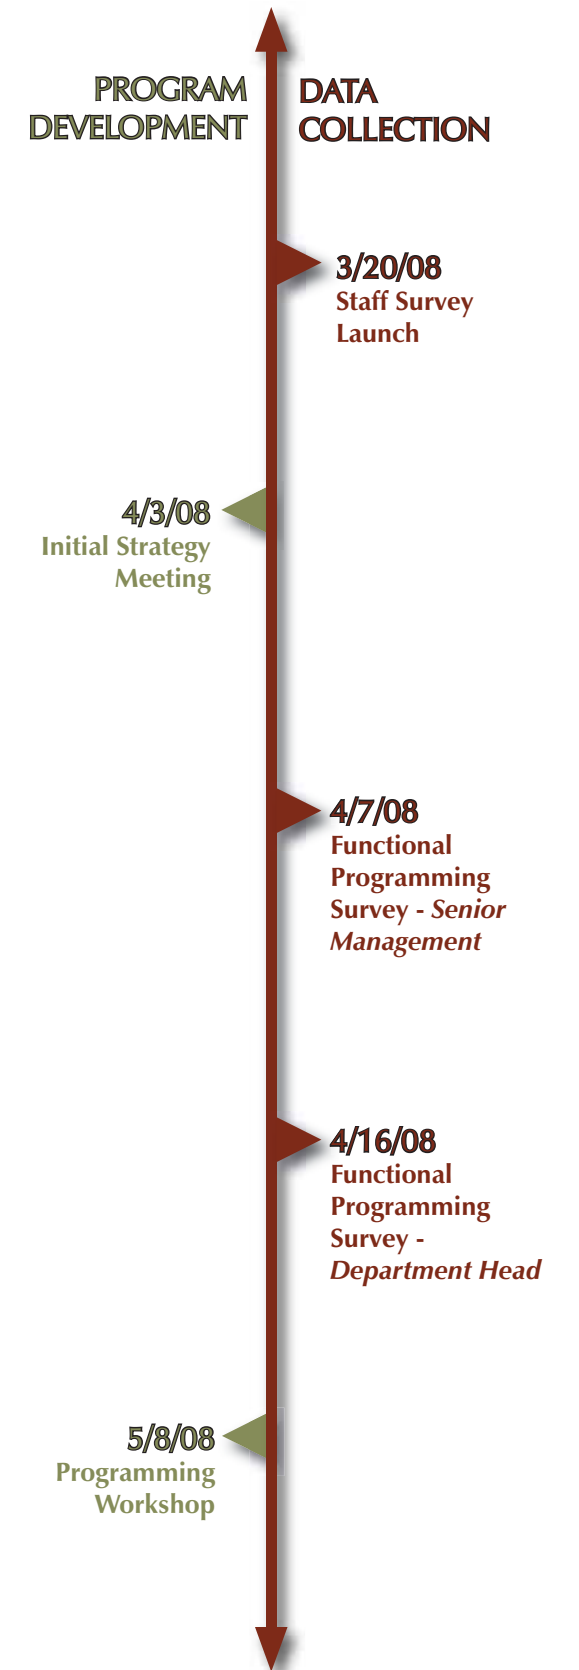 PROGRAM
DEVELOPMENT
DATA
COLLECTION
3/20/08
Staff Survey
Launch
4/3/08
Initial Strategy
Meeting
4/7/08
Functional
Programming
Survey - Senior
Management
4/16/08
Functional
Programming
Survey -
Department Head
5/8/08
Programming
Workshop